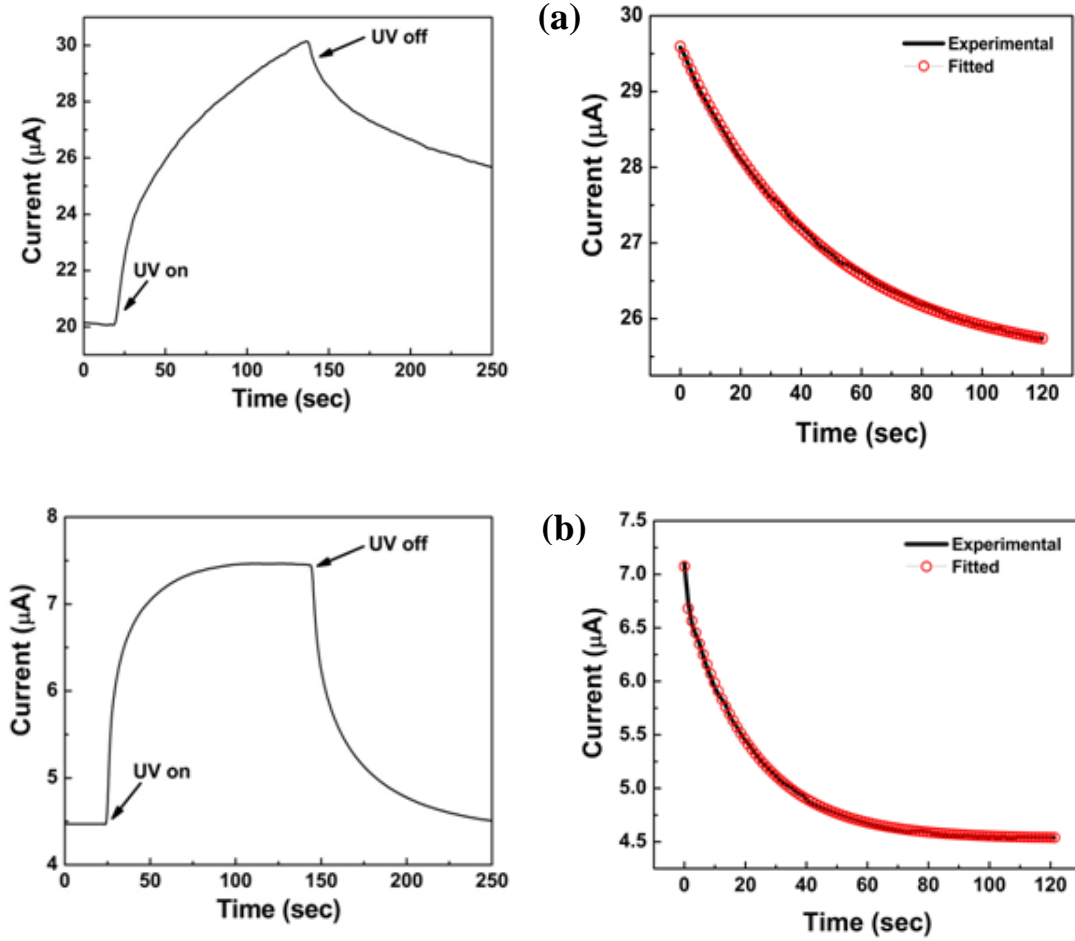 (a)
30
28
26
24
22
20
UV on
UV off
0
50
100
150
200
250
Current (μA)
Time (sec)
30
29
28
27
26
Experimental
Fitted
0
20
40
60
80
100
120
Current (μA)
Time (sec)
(b)
8
7
6
5
4
UV on
UV off
0
50
100
150
200
250
Current (μA)
Time (sec)
7.5
7.0
6.5
6.0
5.5
5.0
4.5
Experimental
Fitted
0
20
40
60
80
100
120
Current (μA)
Time (sec)